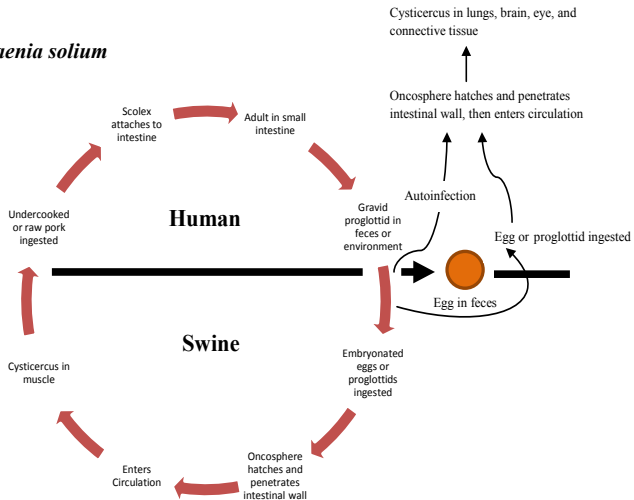 aenia solium
Cysticercus in lungs, brain, eye, and
connective tissue
Oncosphere hatches and penetrates
intestinal wall, then enters circulation
Scolex
attaches to
intestine
Adult in small
intestine
Undercooked
or raw pork
ingested
Human
Gravid
proglottid in
feces or
environment
Autoinfection
Egg or proglottid ingested
Egg in feces
Swine
Cysticercus in
muscle
Embryonated
eggs or
proglottids
ingested
Enters
Circulation
Oncosphere
hatches and
penetrates
intestinal wall